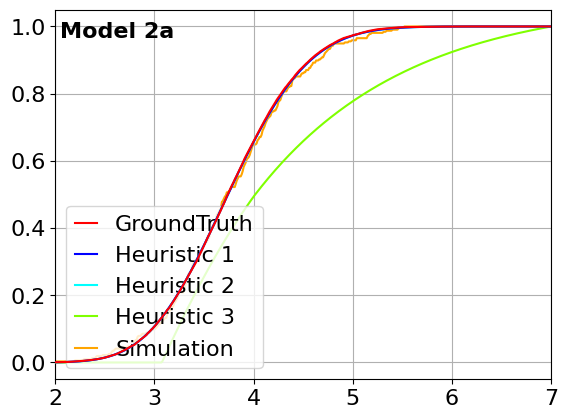 Model 2a
1.0
0.8
0.6
0.4
0.2
0.0
GroundTruth
Heuristic 1
Heuristic 2
Heuristic 3
Simulation
2 3 4 5 6 7